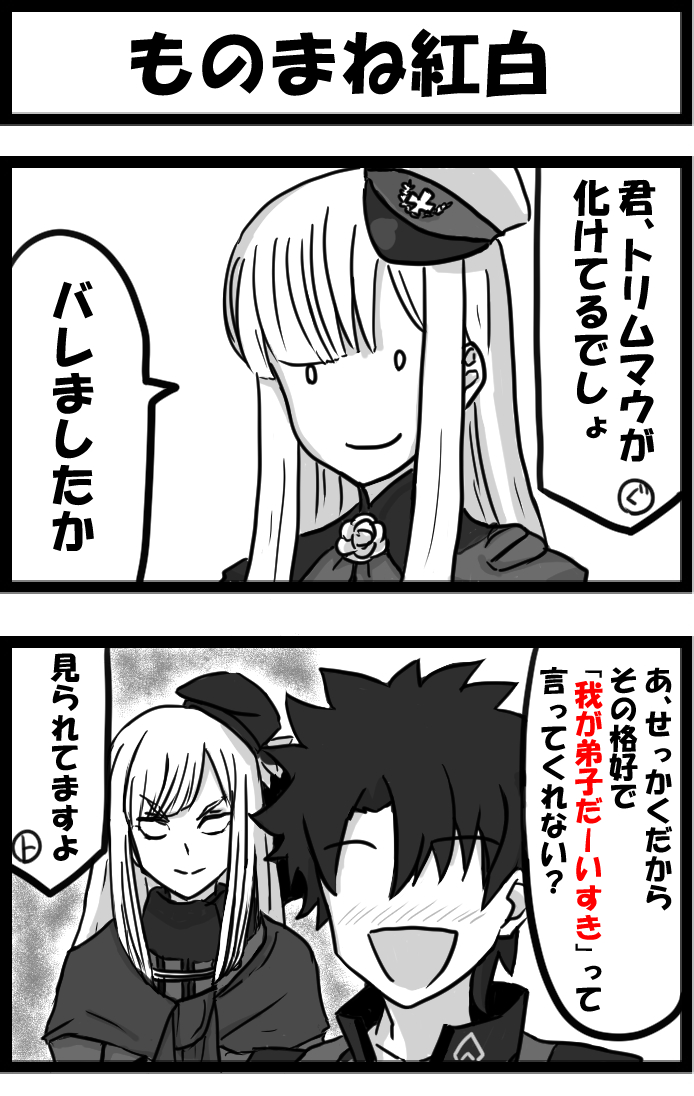 ものまね紅白
君、トリムマウが
化けてるでしょ
ぐ
バレましたか
あ、せっかくだから
その格好で
「我が弟子だーいすき」って
言ってくれない？
見られてますよ
ト